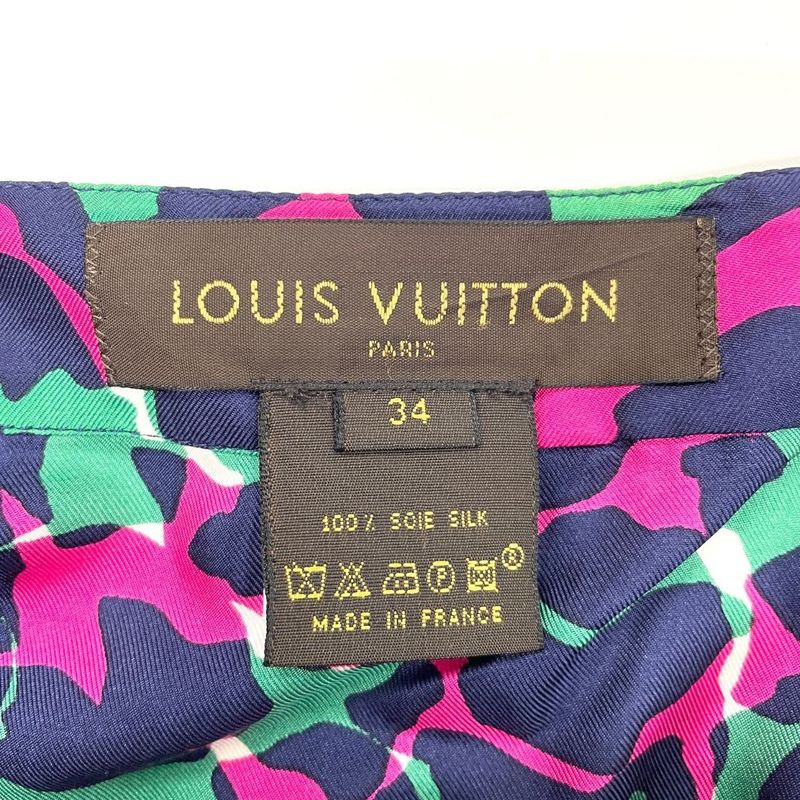 LOUIS VUITTON
PARIS
34
100% SOIE SILK
P ®
MADE IN FRANCE